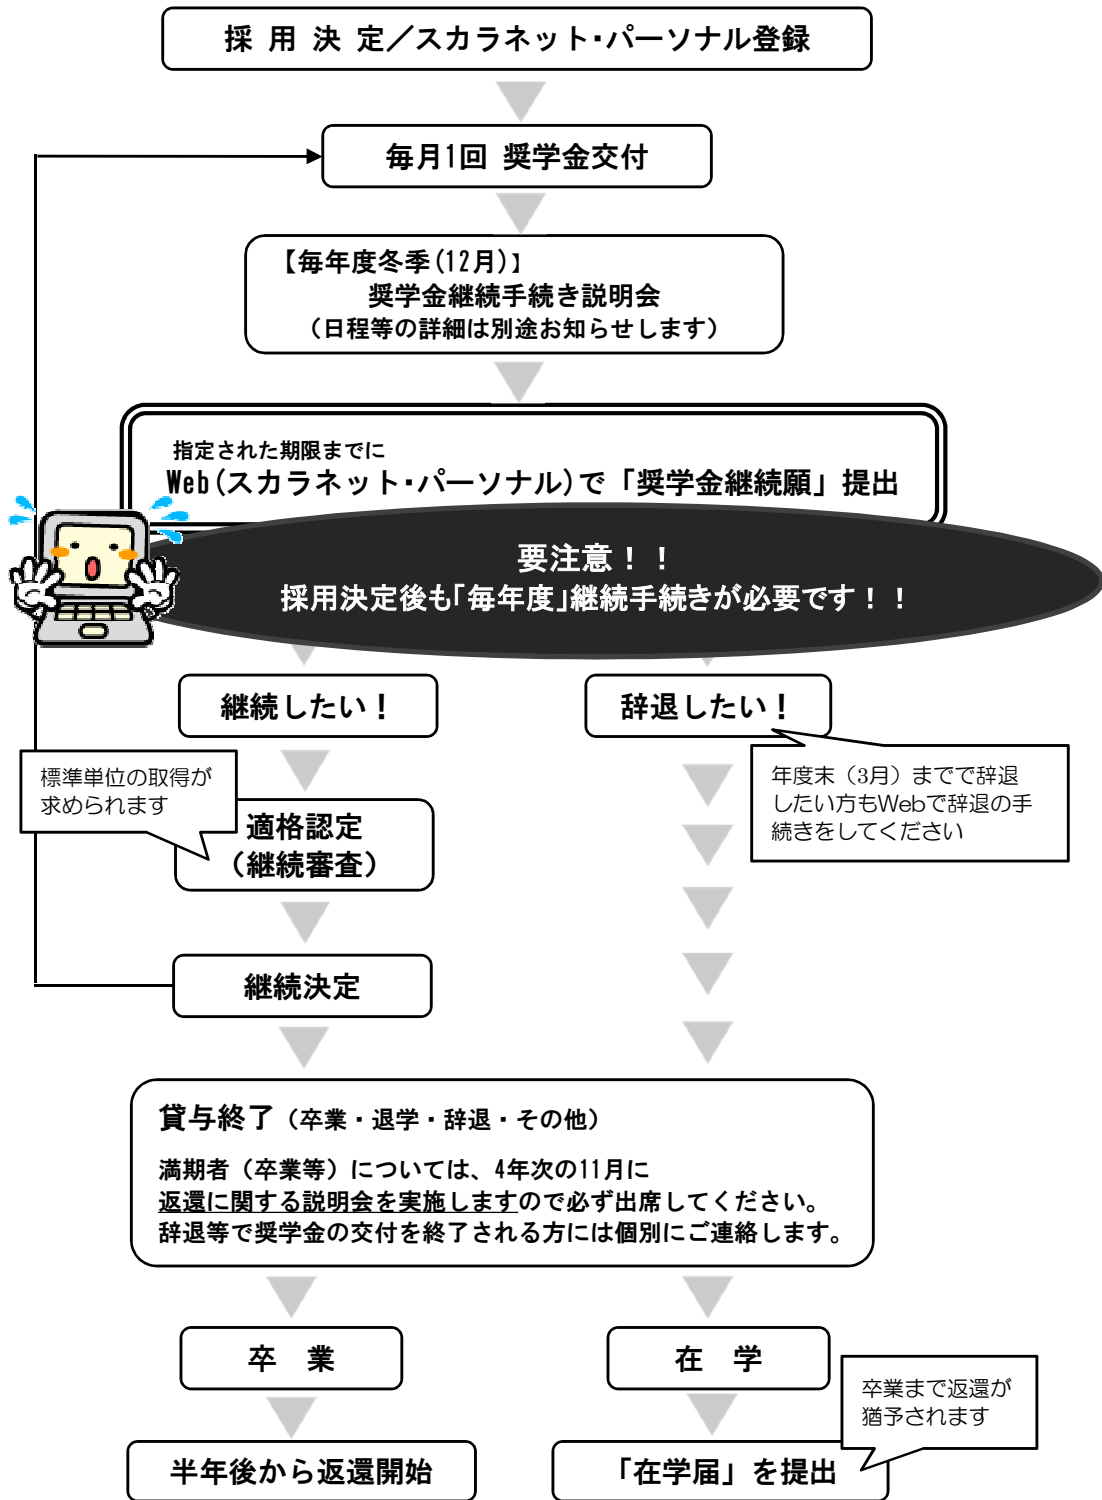 採 用 決 定／スカラネット・パーソナル登録
毎月1回 奨学金交付
【毎年度冬季(12月)】
奨学金継続手続き説明会
（日程等の詳細は別途お知らせします）
指定された期限までに
Web(スカラネット・パーソナル)で「奨学金継続願」提出
要注意！！
採用決定後も「毎年度」継続手続きが必要です！！
継続したい！
辞退したい！
標準単位の取得が
求められます
年度末（3月）までで辞退
したい方もWebで辞退の手
続きをしてください
適格認定
（継続審査）
継続決定
貸与終了（卒業・退学・辞退・その他）
満期者（卒業等）については、4年次の11月に
返還に関する説明会を実施しますので必ず出席してください。
辞退等で奨学金の交付を終了される方には個別にご連絡します。
卒 業
在 学
卒業まで返還が
猶予されます
半年後から返還開始
「在学届」を提出